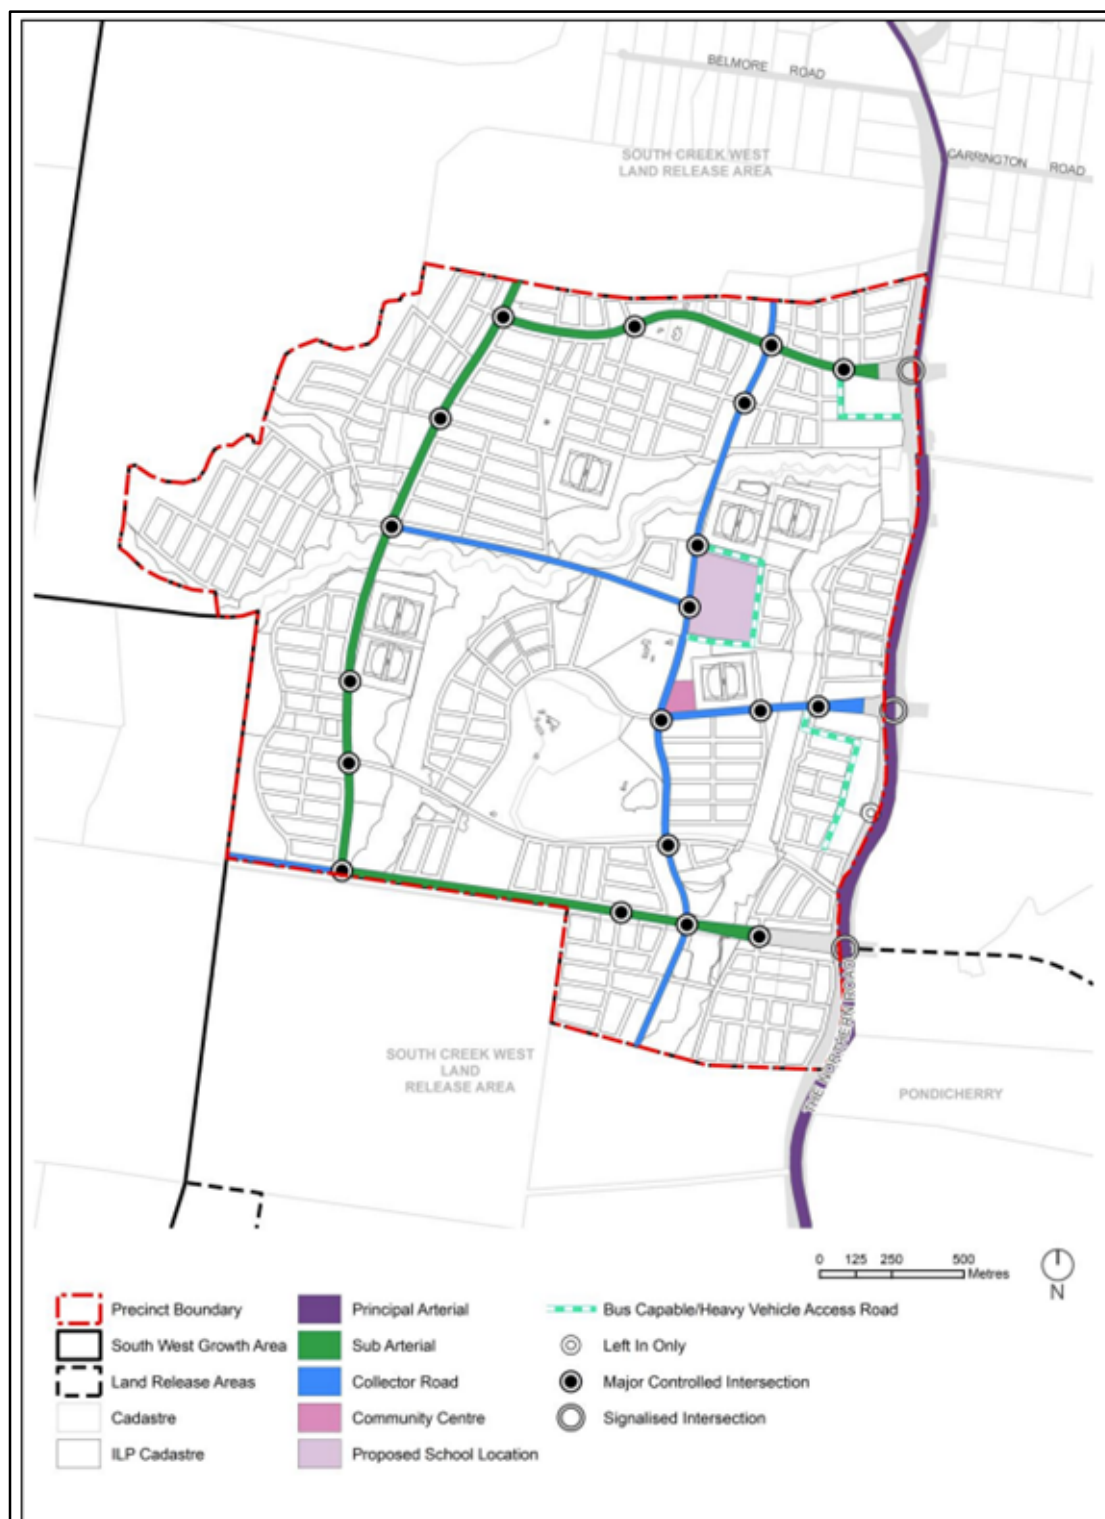 BELMORE ROAD
CARRINGTON ROAD
SOUTH CREEK WEST
LAND RELEASE AREA
THE NORTHERN ROAD
SOUTH CREEK WEST
LAND
RELEASE AREA
PONDICHERRY
0 125 250 500
Metres
N
Precinct Boundary
South West Growth Area
Land Release Areas
Cadastre
ILP Cadastre
Principal Arterial
Sub Arterial
Collector Road
Community Centre
Proposed School Location
Bus Capable/Heavy Vehicle Access Road
Left In Only
Major Controlled Intersection
Signalised Intersection